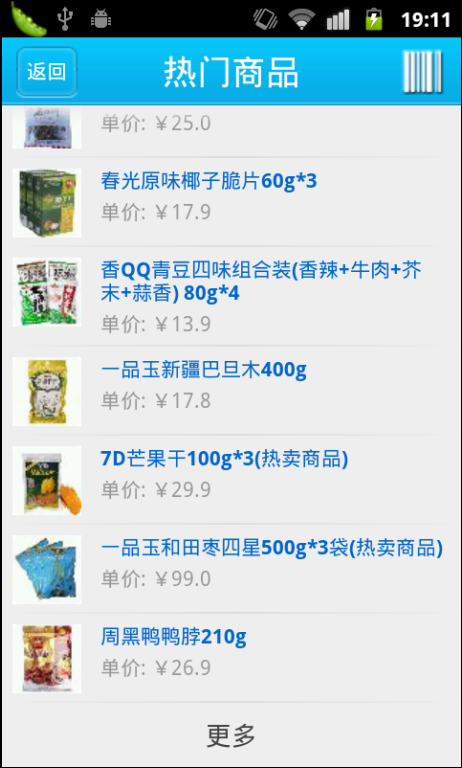 19:11
返回
热门商品
单价: ￥25.0
春光原味椰子脆片60g*3
单价: ￥17.9
香QQ青豆四味组合装(香辣+牛肉+芥
末+蒜香) 80g*4
单价: ￥13.9
一品玉新疆巴旦木400g
单价: ￥17.8
7D芒果干100g*3(热卖商品)
单价: ￥29.9
一品玉和田枣四星500g*3袋(热卖商品)
单价: ￥99.0
周黑鸭鸭脖210g
单价: ￥26.9
更多